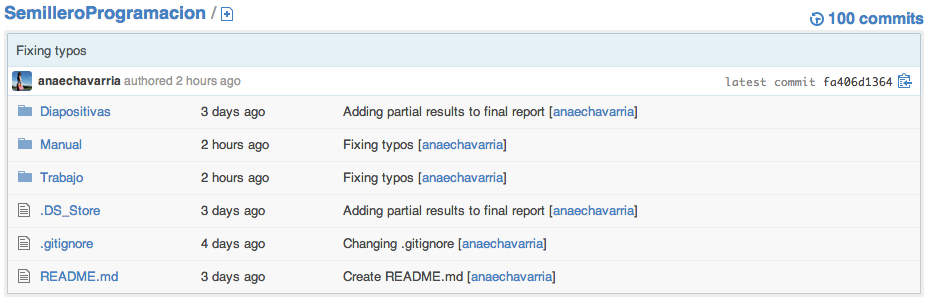 SemilleroProgramacion / 100 commits
Fixing typos
anaechavarria authored 2 hours ago latest commit fa406d1364
Diapositivas 3 days ago Adding partial results to final report [anaechavarria]
Manual 2 hours ago Fixing typos [anaechavarria]
Trabajo 2 hours ago Fixing typos [anaechavarria]
.DS_Store 3 days ago Adding partial results to final report [anaechavarria]
.gitignore 4 days ago Changing .gitignore [anaechavarria]
README.md 3 days ago Create README.md [anaechavarria]